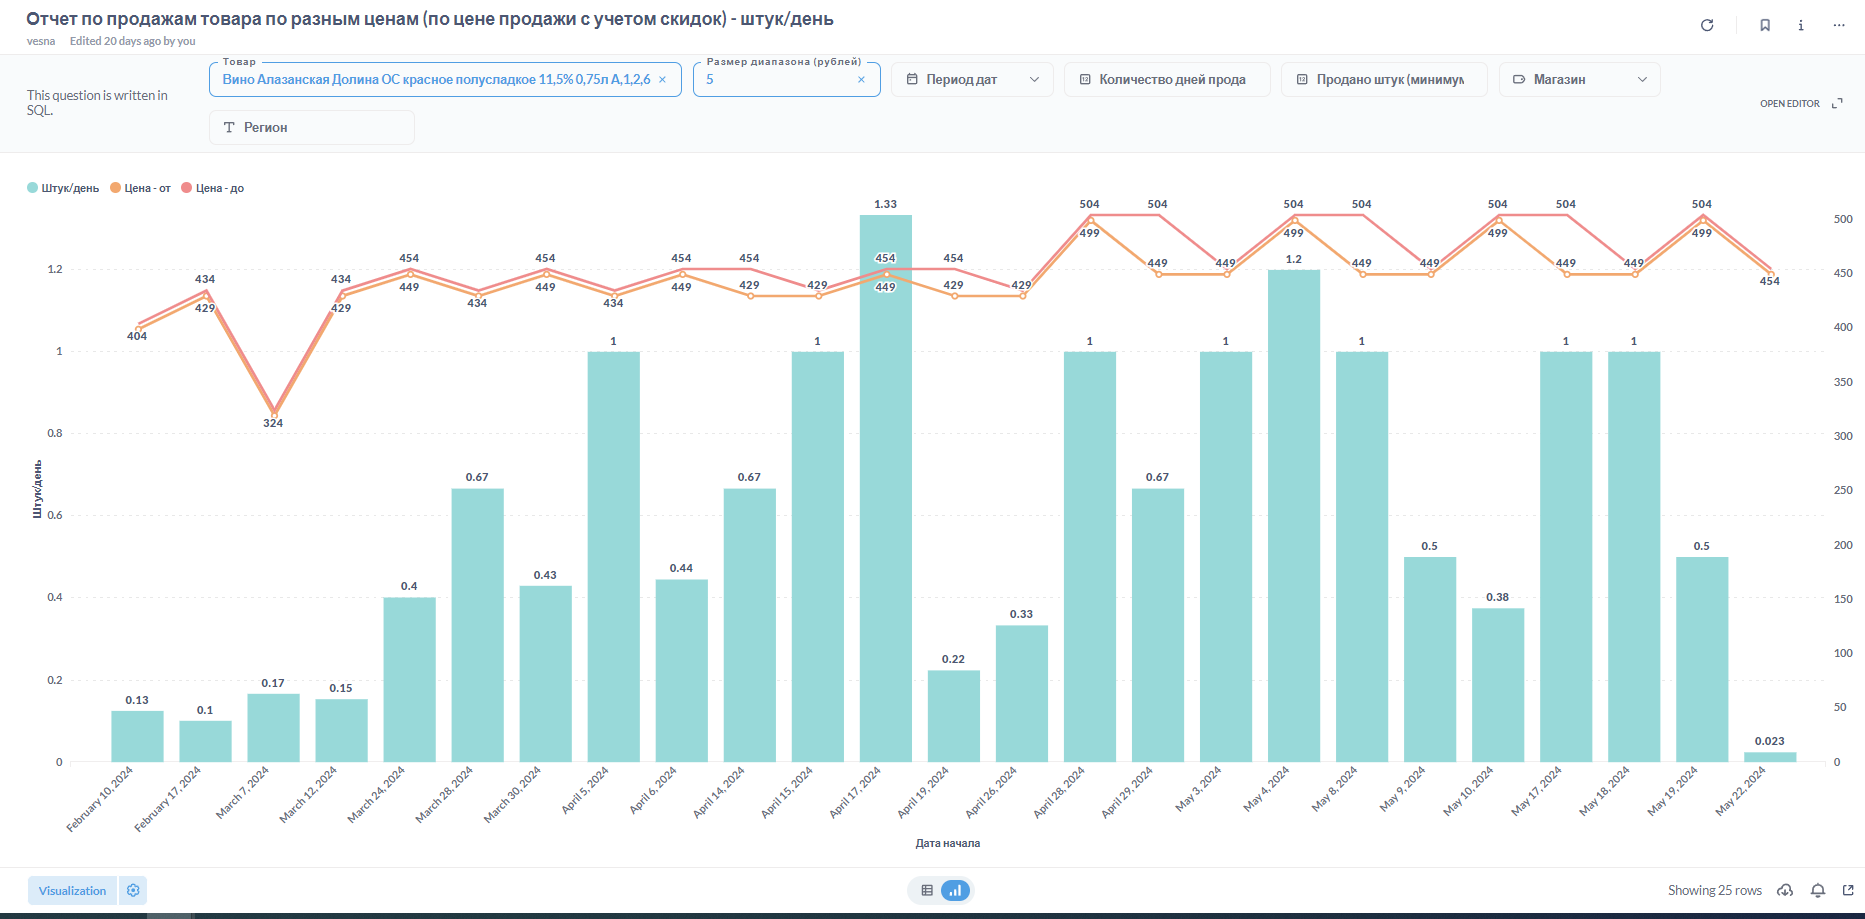 Отчет по продажам товара по разным ценам (по цене продажи с учетом скидок) - штук/день
vesna Edited 20 days ago by you
This question is written in SQL.
Товар
Вино Алазанская Долина ОС красное полусладкое 11,5% 0,75л А,1,2,6 ×
Размер диапазона (рублей)
5 ×
Период дат
Количество дней прода
Продано штук (минимум
Магазин
Регион
OPEN EDITOR
Штук/день Цена - от Цена - до
1.33 504 504 504 504 504 504 504
500
499 499 499 499
454 454 454 454 454 454 454
1.2
449 449 449 449 449 449 449 449 449 449 449
1.2 450
454
434 434
429 429 429 429 429 429
434 434
404
400
324
1 1 1 1 1 1 1 1
350
0.8 300
0.67 0.67 0.67
250
Штук/день
0.6
0.5 0.5
200
0.4 0.43 0.44 0.38
0.4 150
0.33
0.22
100
0.2
0.13 0.1 0.17 0.15
50
0.023
0 0
February 10, 2024
February 17, 2024
March 7, 2024
March 12, 2024
March 24, 2024
March 28, 2024
March 30, 2024
April 5, 2024
April 6, 2024
April 14, 2024
April 15, 2024
April 17, 2024
April 19, 2024
April 26, 2024
April 28, 2024
April 29, 2024
May 3, 2024
May 4, 2024
May 8, 2024
May 9, 2024
May 10, 2024
May 17, 2024
May 18, 2024
May 19, 2024
May 22, 2024
Дата начала
Visualization
Showing 25 rows